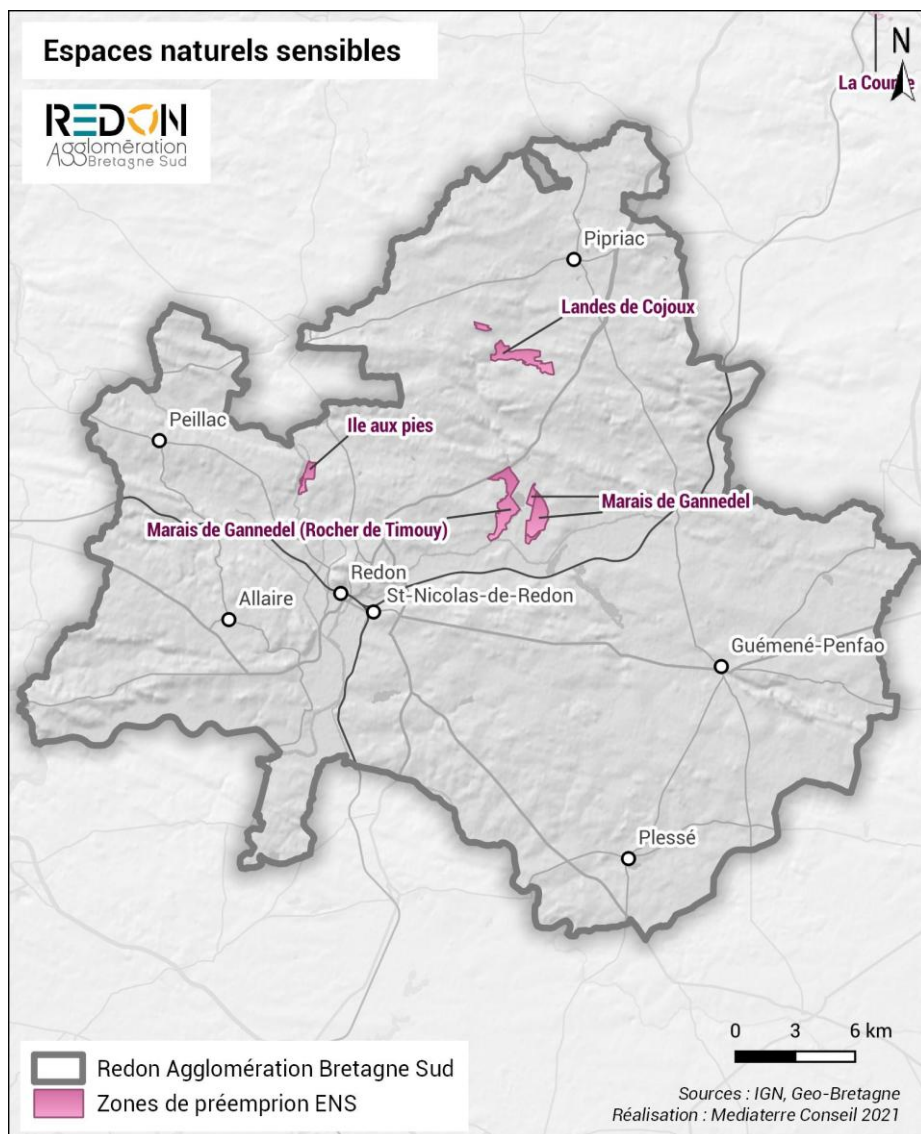 Espaces naturels sensibles
REDON
Agglomération
Bretagne Sud
N
Pipriac
Landes de Cojoux
Peillac
Ile aux pies
Marais de Gannedel
Marais de Gannedel (Rocher de Timouy)
Redon
St-Nicolas-de-Redon
Allaire
Guémené-Penfao
Plessé
0 3 6 km
Redon Agglomération Bretagne Sud
Zones de préemprion ENS
Sources : IGN, Geo-Bretagne
Réalisation : Mediaterre Conseil 2021